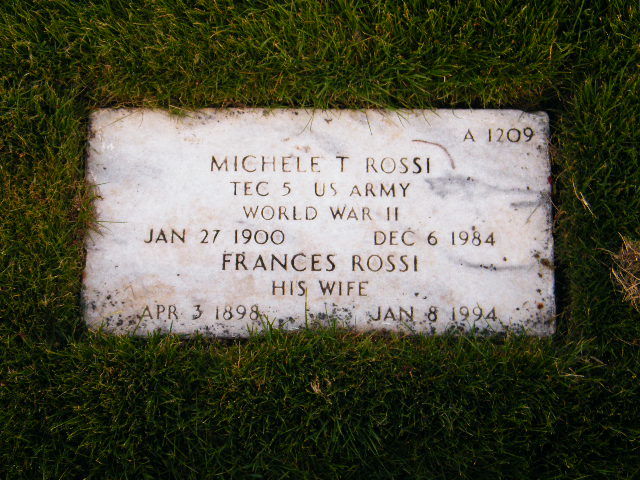 A 1209
MICHELE T ROSSI
TEC 5 US ARMY
WORLD WAR II
JAN 27 1900 DEC 6 1984
FRANCES ROSSI
HIS WIFE
APR 3 1898 JAN 8 1994